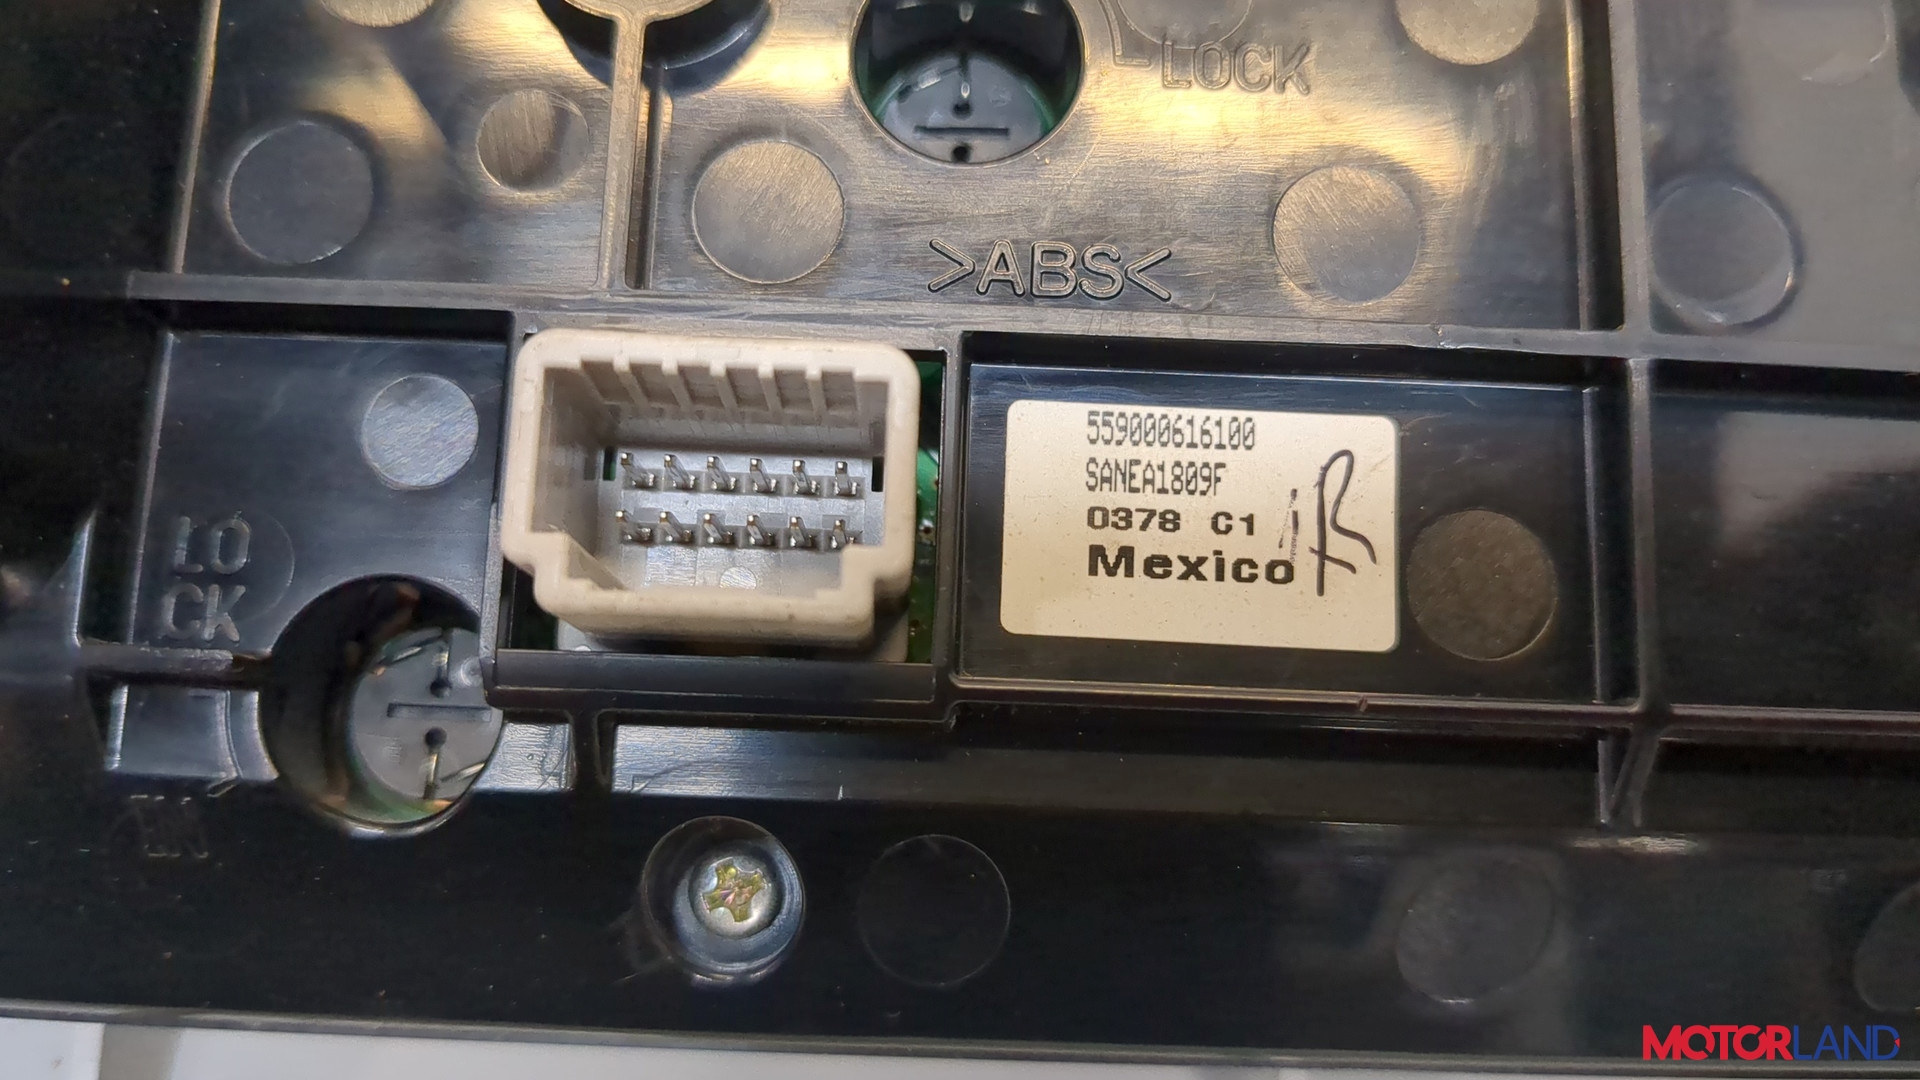 LOCK
>ABS<
559000616100
SANEA1809F
0378 C1
Mexico
R
LO
CK
MOTORLAND